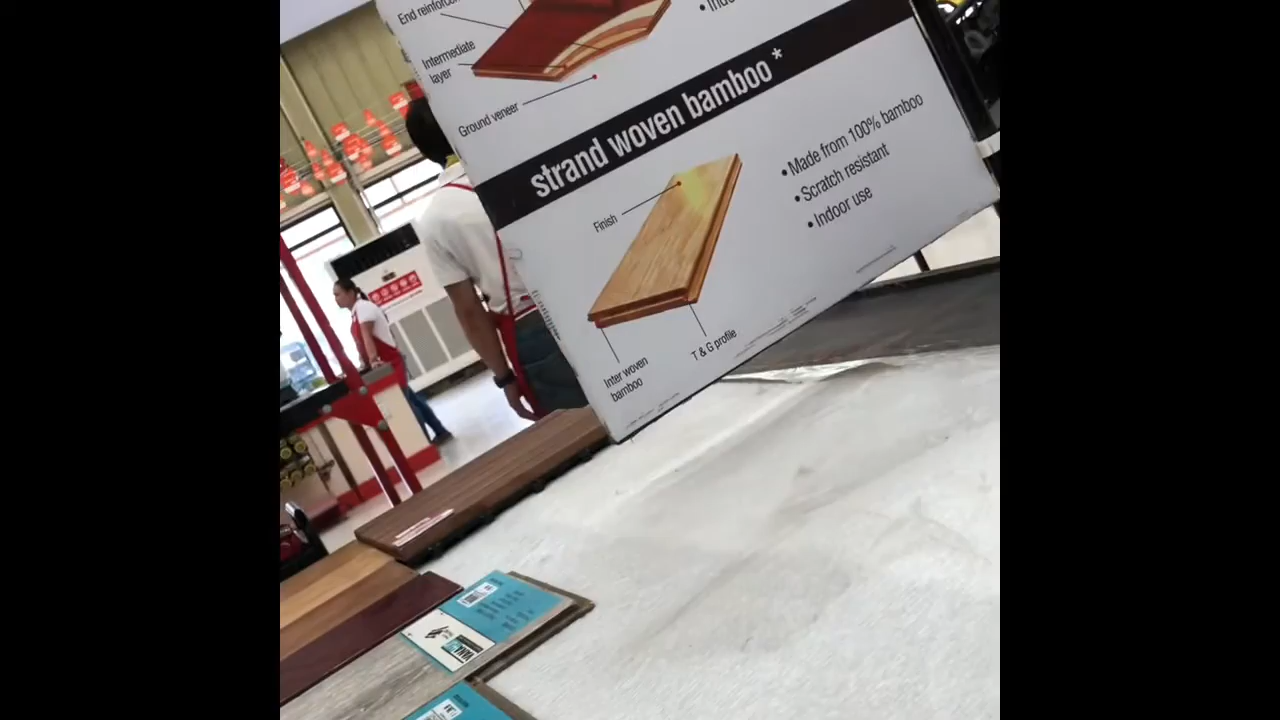 End
Intermediate
layer
Ground veneer
strand woven bamboo*
Finish
• Made from 100% bamboo
• Scratch resistant
• Indoor use
T & G profile
Inter woven
bamboo